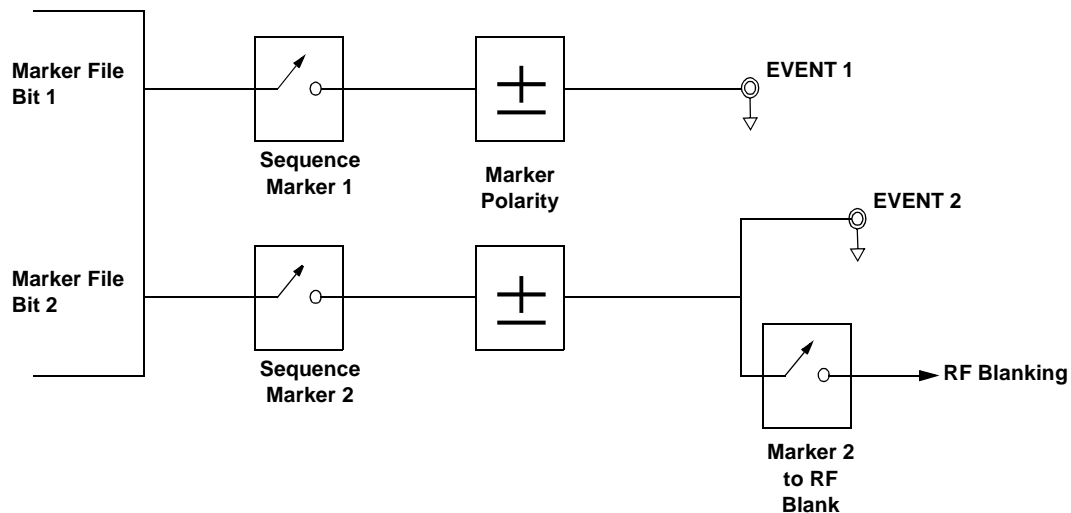 Marker File
Bit 1
EVENT 1
Sequence
Marker 1
Marker
Polarity
EVENT 2
Marker File
Bit 2
Sequence
Marker 2
RF Blanking
Marker 2
to RF
Blank